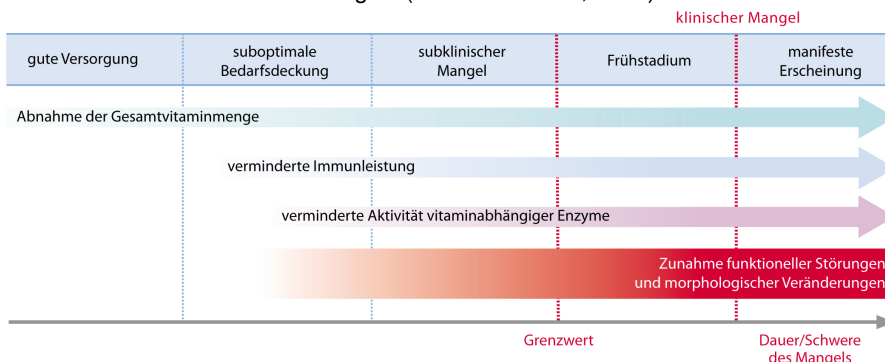 klinischer Mangel
gute Versorgung
suboptimale
Bedarfsdeckung
subklinischer
Mangel
Frühstadium
manifeste
Erscheinung
Abnahme der Gesamtvitaminmenge
verminderte Immunleistung
verminderte Aktivität vitaminabhängiger Enzyme
Zunahme funktioneller Störungen
und morphologischer Veränderungen
Grenzwert
Dauer/Schwere
des Mangels